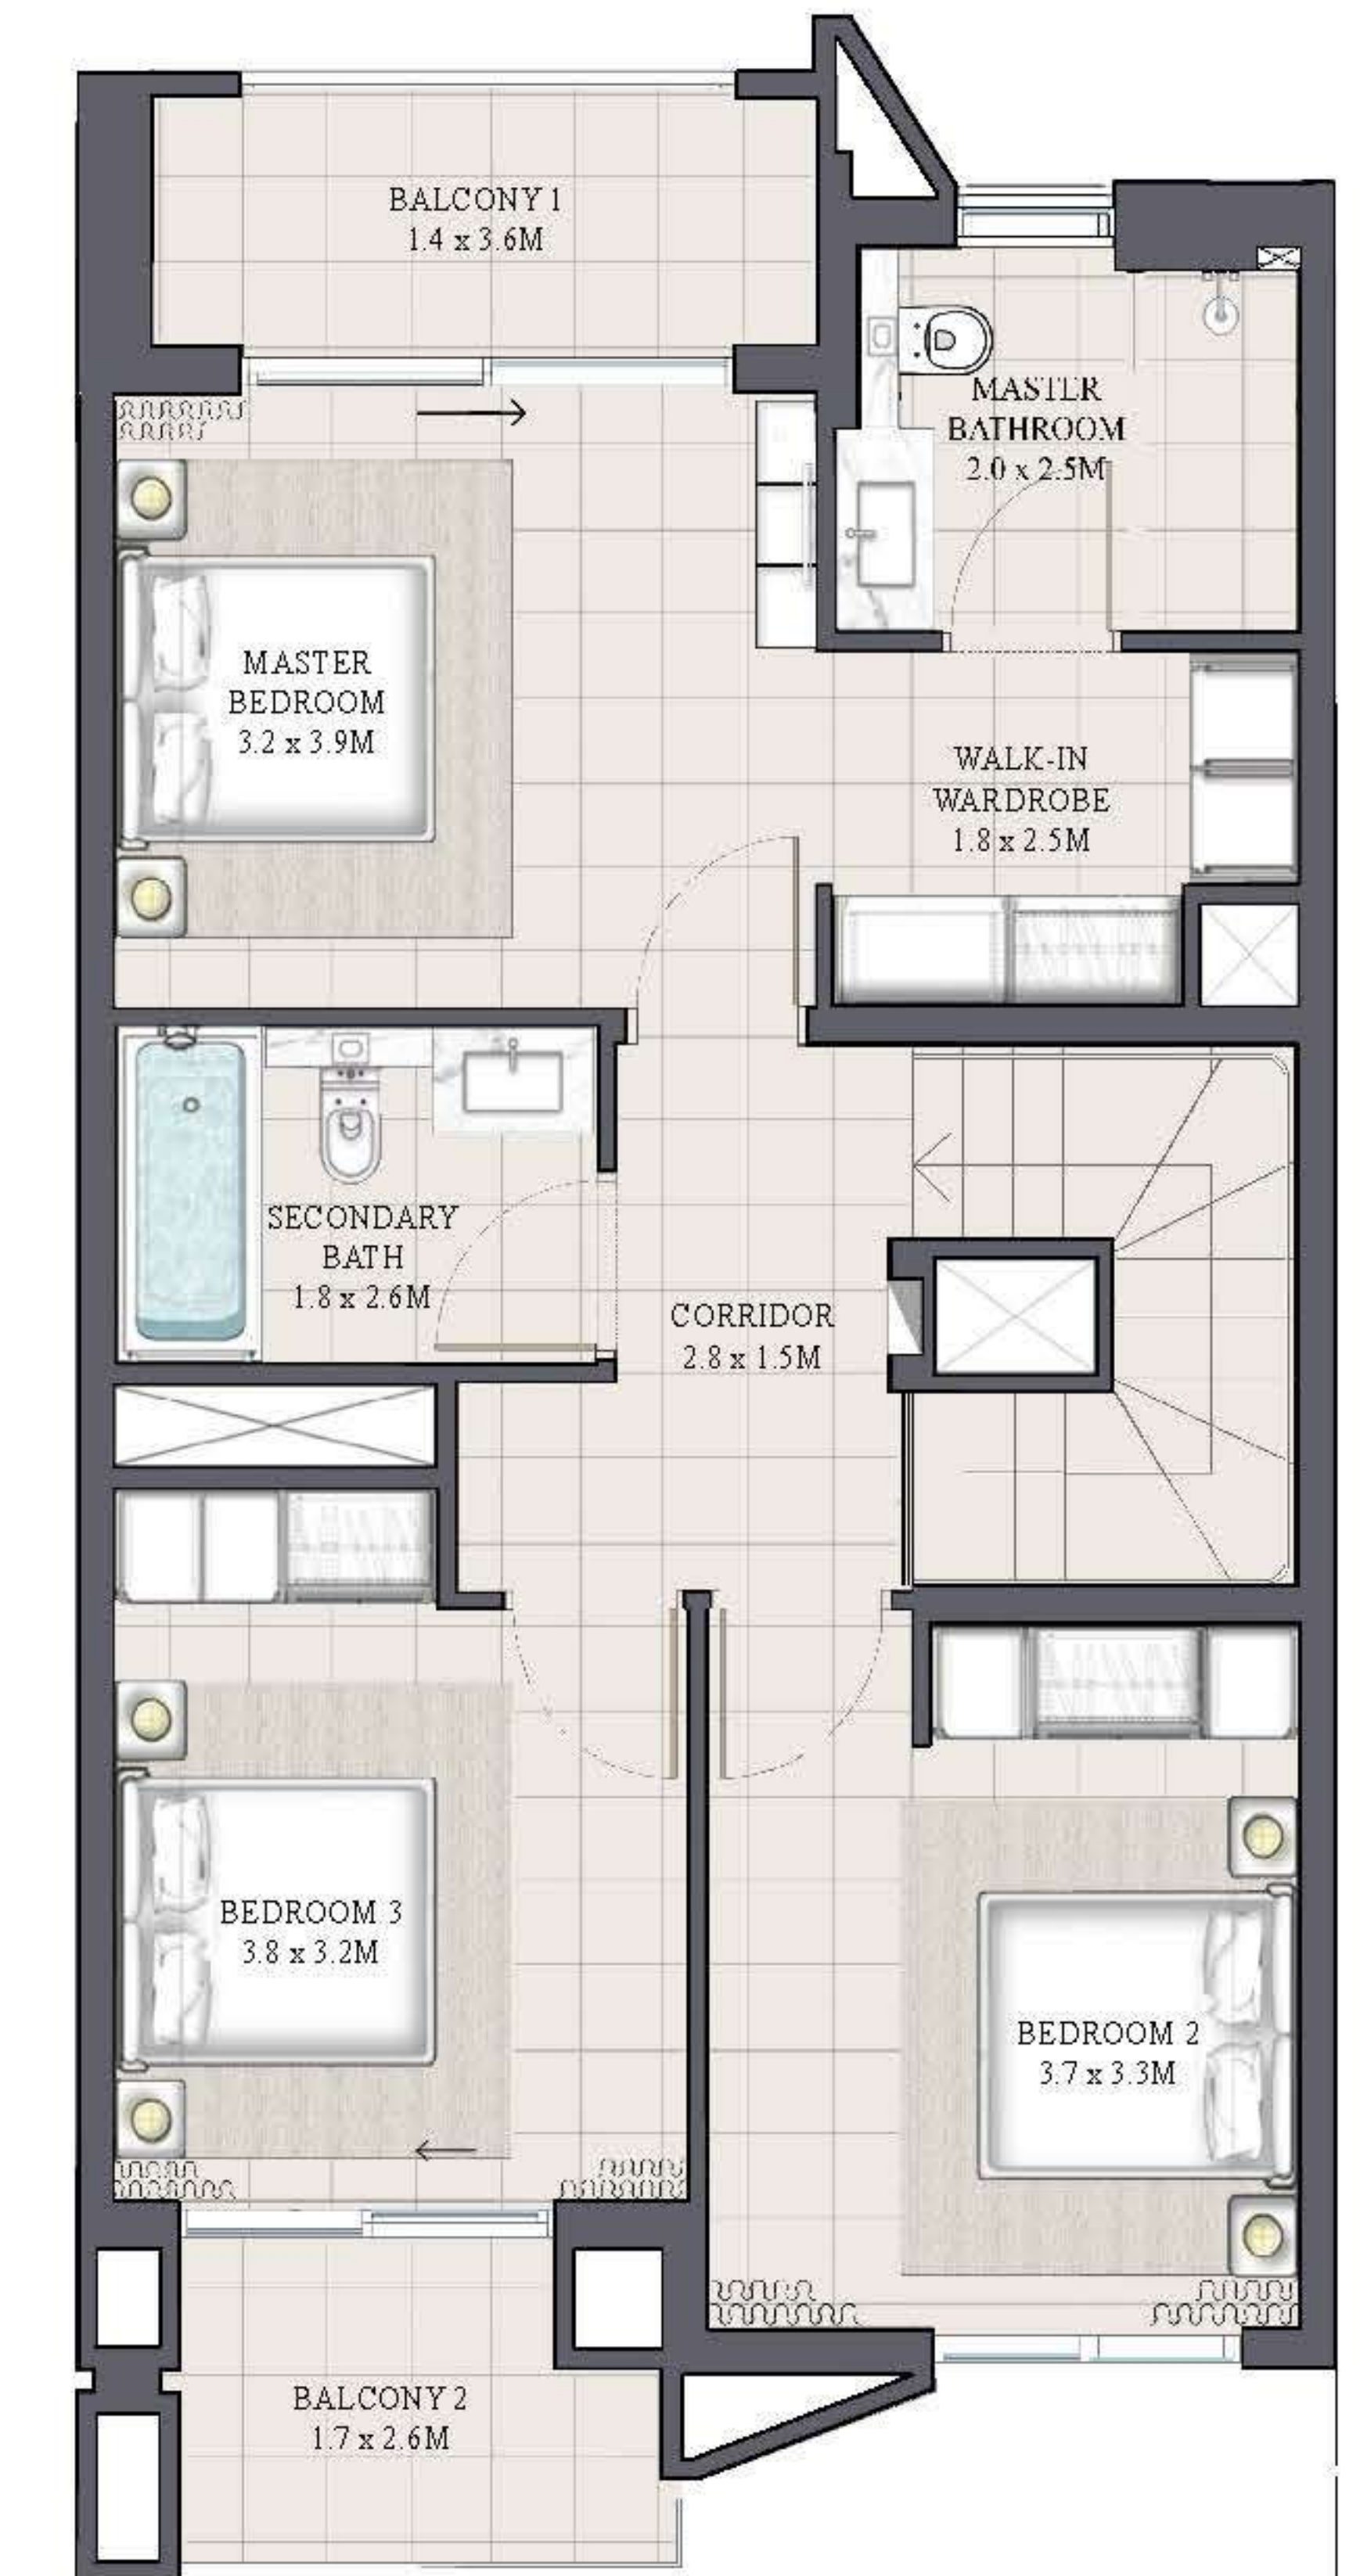 BALCONY 1
1.4 x 3.6M
MASTER
BATHROOM
2.0 x 2.5M
MASTER
BEDROOM
3.2 x 3.9M
WALK-IN
WARDROBE
1.8 x 2.5M
SECONDARY
BATH
1.8 x 2.6M
CORRIDOR
2.8 x 1.5M
BEDROOM 3
3.8 x 3.2M
BEDROOM 2
3.7 x 3.3M
BALCONY 2
1.7 x 2.6M